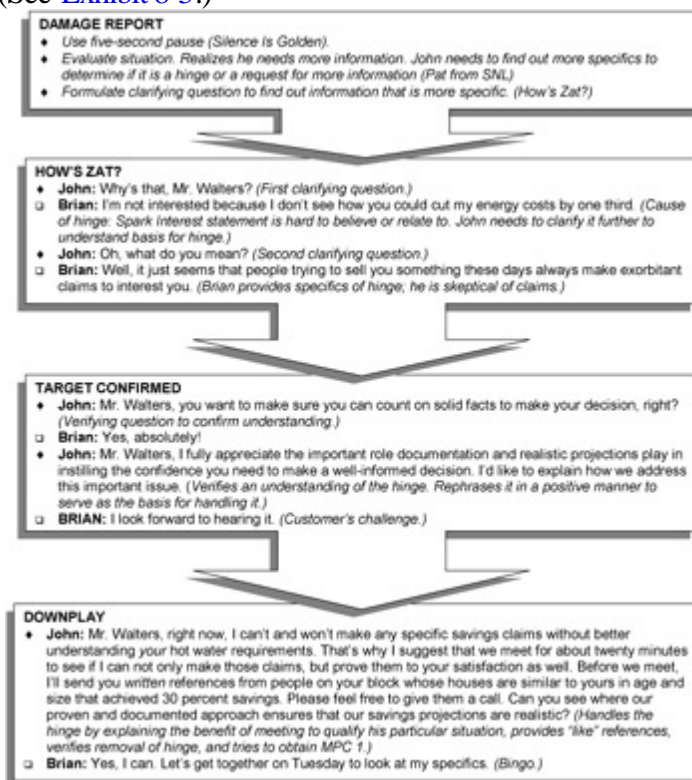 (See Exhibit 8-3.)
DAMAGE REPORT
♦ Use five-second pause (Silence Is Golden).
♦ Evaluate situation. Realizes he needs more information. John needs to find out more specifics to
determine if it is a hinge or a request for more information (Pat from SNL)
♦ Formulate clarifying question to find out information that is more specific. (How's Zat?)
HOW'S ZAT?
♦ John: Why's that, Mr. Walters? (First clarifying question.)
❑ Brian: I'm not interested because I don't see how you could cut my energy costs by one third. (Cause
of hinge: Spark Interest statement is hard to believe or relate to. John needs to clarify it further to
understand basis for hinge.)
♦ John: Oh, what do you mean? (Second clarifying question.)
❑ Brian: Well, it just seems that people trying to sell you something these days always make exorbitant
claims to interest you. (Brian provides specifics of hinge; he is skeptical of claims.)
TARGET CONFIRMED
♦ John: Mr. Walters, you want to make sure you can count on solid facts to make your decision, right?
(Verifying question to confirm understanding.)
❑ Brian: Yes, absolutely!
♦ John: Mr. Walters, I fully appreciate the important role documentation and realistic projections play in
instilling the confidence you need to make a well-informed decision. I'd like to explain how we address
this important issue. (Verifies an understanding of the hinge. Rephrases it in a positive manner to
serve as the basis for handling it.)
❑ BRIAN: I look forward to hearing it. (Customer's challenge.)
DOWNPLAY
♦ John: Mr. Walters, right now, I can't and won't make any specific savings claims without better
understanding your hot water requirements. That's why I suggest that we meet for about twenty minutes
to see if I can not only make those claims, but prove them to your satisfaction as well. Before we meet,
I'll send you written references from people on your block whose houses are similar to yours in age and
size that achieved 30 percent savings. Please feel free to give them a call. Can you see where our
proven and documented approach ensures that our savings projections are realistic? (Handles the
hinge by explaining the benefit of meeting to qualify his particular situation, provides "like" references,
verifies removal of hinge, and tries to obtain MPC 1.)
❑ Brian: Yes, I can. Let's get together on Tuesday to look at my specifics. (Bingo.)